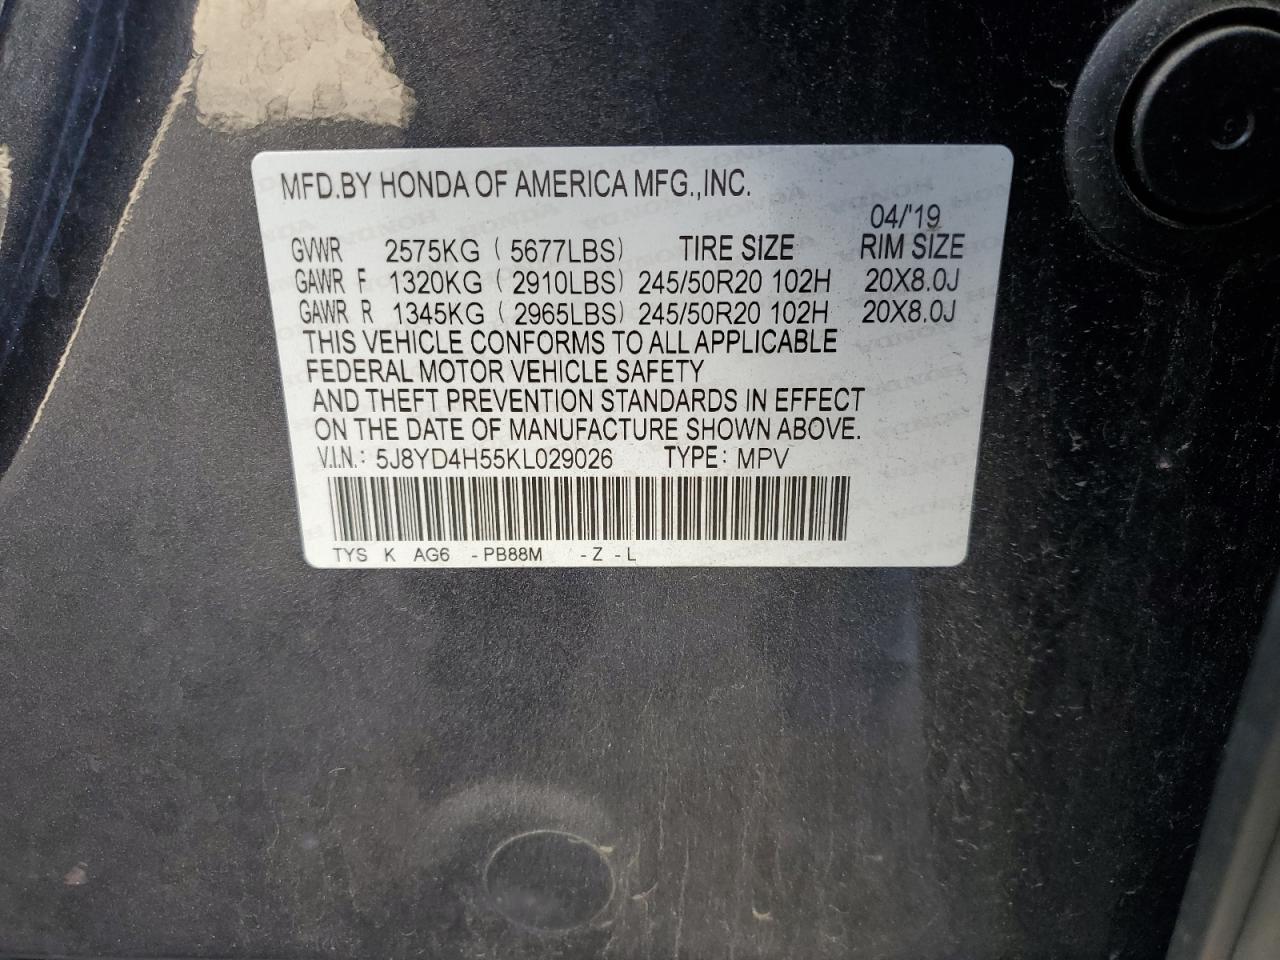 MFD.BY HONDA OF AMERICA MFG.,INC.
04/'19
GVWR 2575KG ( 5677LBS) TIRE SIZE RIM SIZE
GAWR F 1320KG ( 2910LBS) 245/50R20 102H 20X8.0J
GAWR R 1345KG ( 2965LBS) 245/50R20 102H 20X8.0J
THIS VEHICLE CONFORMS TO ALL APPLICABLE
FEDERAL MOTOR VEHICLE SAFETY
AND THEFT PREVENTION STANDARDS IN EFFECT
ON THE DATE OF MANUFACTURE SHOWN ABOVE.
V.I.N.: 5J8YD4H55KL029026 TYPE: MPV
TYS K AG6 -PB88M -Z -L